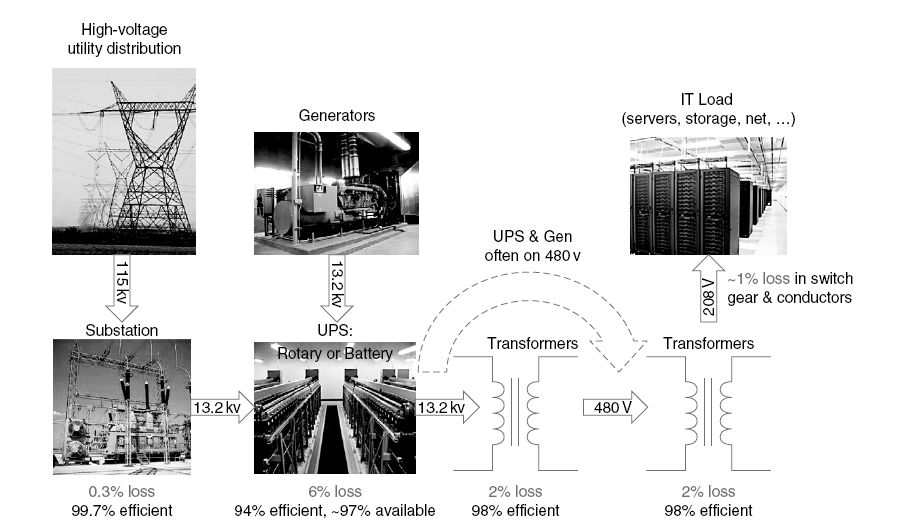 High-voltage
utility distribution
Generators
IT Load
(servers, storage, net, …)
UPS & Gen
often on 480 v
115 kv
13.2 kv
208 V
~1% loss in switch
gear & conductors
Substation
UPS:
Rotary or Battery
Transformers
Transformers
13.2 kv
13.2 kv
480 V
0.3% loss
99.7% efficient
6% loss
94% efficient, ~97% available
2% loss
98% efficient
2% loss
98% efficient